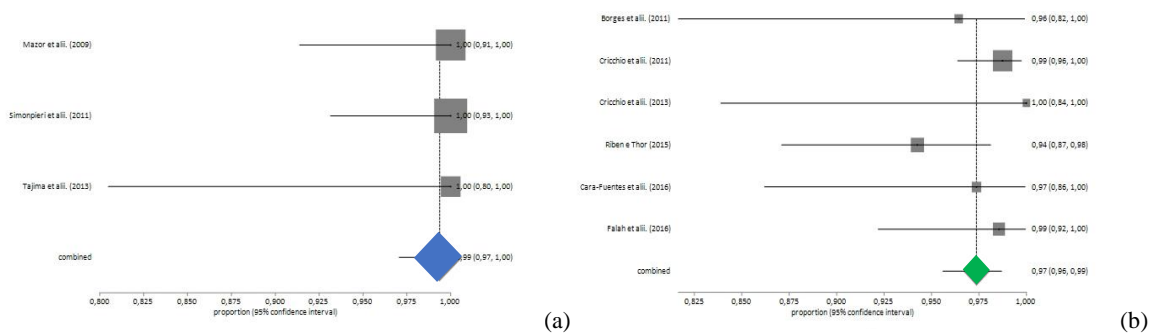 Mazor et alii. (2009) 1,00 (0,91, 1,00)
Simonpieri et alii. (2011) 1,00 (0,93, 1,00)
Tajima et alii. (2013) 1,00 (0,80, 1,00)
combined ,99 (0,97, 1,00)
0,800 0,825 0,850 0,875 0,900 0,925 0,950 0,975 1,000
proportion (95% confidence interval)
(a)
Borges et alii. (2011) 0,96 (0,82, 1,00)
Cricchio et alii. (2011) 0,99 (0,96, 1,00)
Cricchio et alii. (2013) 1,00 (0,84, 1,00)
Riben e Thor (2015) 0,94 (0,87, 0,98)
Cara-Fuentes et alii. (2016) 0,97 (0,86, 1,00)
Falah et alii. (2016) 0,99 (0,92, 1,00)
combined 0,97 (0,96, 0,99)
0,825 0,850 0,875 0,900 0,925 0,950 0,975 1,000
proportion (95% confidence interval)
(b)